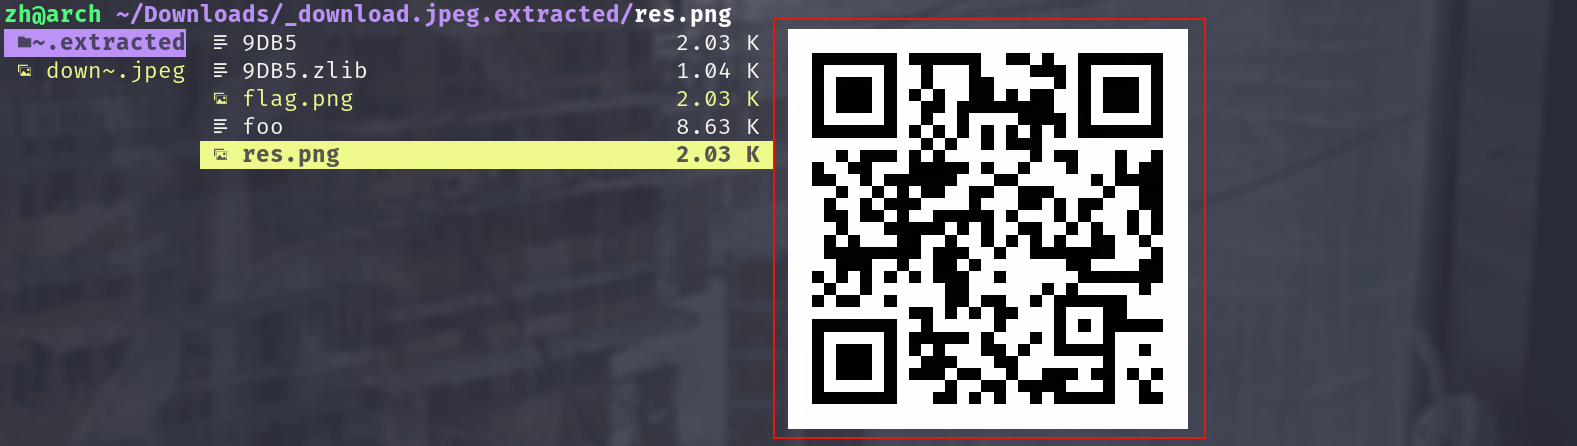 zh@arch ~/Downloads/_download.jpeg.extracted/res.png
~.extracted
down~.jpeg
9DB5 2.03 K
9DB5.zlib 1.04 K
flag.png 2.03 K
foo 8.63 K
res.png 2.03 K